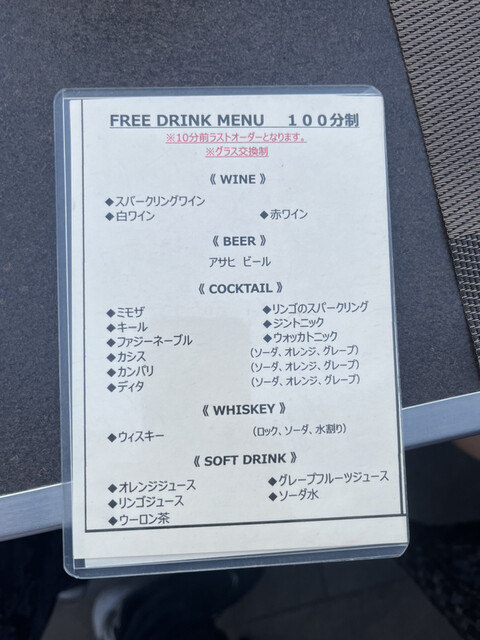 FREE DRINK MENU　１００分制
※10分前ラストオーダーとなります。
※グラス交換制
《 WINE 》
◆スパークリングワイン
◆白ワイン　◆赤ワイン
《 BEER 》
アサヒ ビール
《 COCKTAIL 》
◆ミモザ　◆リンゴのスパークリング
◆キール　◆ジントニック
◆ファジーネーブル　◆ウォッカトニック
◆カシス　（ソーダ、オレンジ、グレープ）
◆カンパリ　（ソーダ、オレンジ、グレープ）
◆ディタ　（ソーダ、オレンジ、グレープ）
《 WHISKEY 》
◆ウィスキー　（ロック、ソーダ、水割り）
《 SOFT DRINK 》
◆オレンジジュース　◆グレープフルーツジュース
◆リンゴジュース　◆ソーダ水
◆ウーロン茶